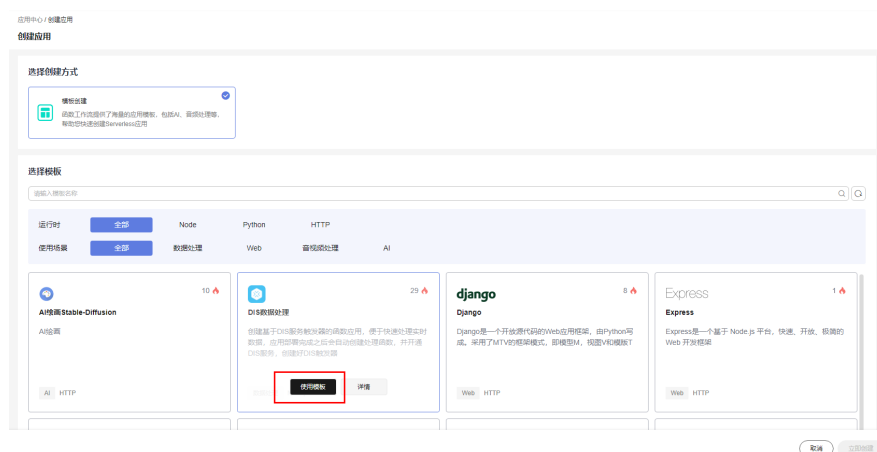 应用中心 / 创建应用
创建应用
选择创建方式
模板创建
函数工作流提供了海量的应用模板，包括AI、音频处理等，
帮助您快速创建Serverless应用
选择模板
请输入模板名称
运行时 全部 Node Python HTTP
使用场景 全部 数据处理 Web 音视频处理 AI
10
AI绘画Stable-Diffusion
AI绘画
AI HTTP
29
DIS数据处理
创建基于DIS服务触发器的函数应用，便于快速处理实时
数据，应用部署完成之后会自动创建处理函数，并开通
DIS服务，创建好DIS触发器
使用模板 详情
django 8
Django
Django是一个开放源代码的Web应用框架，由Python写
成。采用了MTV的框架模式，即模型M，视图V和模版T
Web HTTP
Express 1
Express
Express是一个基于 Node.js 平台，快速、开放、极简的
Web 开发框架
Web HTTP
取消 立即创建